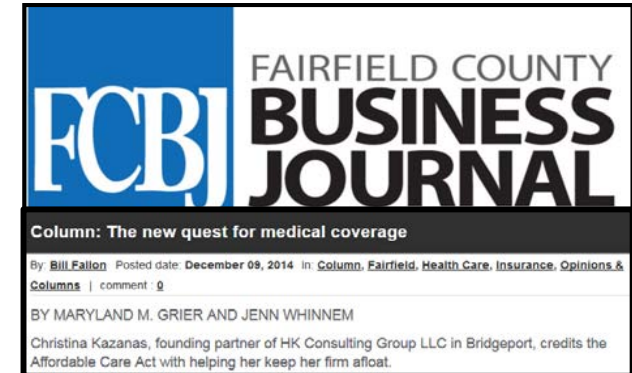 FCBJ
FAIRFIELD COUNTY
BUSINESS
JOURNAL
Column: The new quest for medical coverage
By: Bill Fallon Posted date: December 09, 2014 In: Column, Fairfield, Health Care, Insurance, Opinions &
Columns | comment : 0
BY MARYLAND M. GRIER AND JENN WHINNEM
Christina Kazanas, founding partner of HK Consulting Group LLC in Bridgeport, credits the
Affordable Care Act with helping her keep her firm afloat.